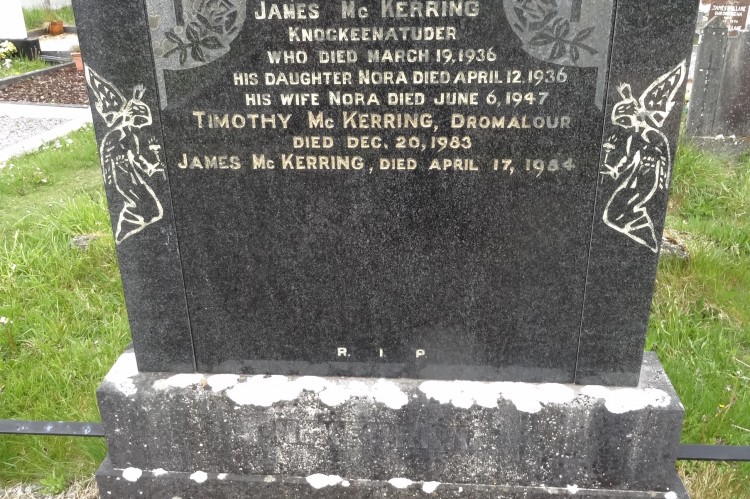 JAMES MC KERRING
KNOCKEENATUDER
WHO DIED MARCH 19, 1936
HIS DAUGHTER NORA DIED APRIL 12, 1936
HIS WIFE NORA DIED JUNE 6, 1947
TIMOTHY MC KERRING, DROMALOUR
DIED DEC. 20, 1983
JAMES MC KERRING, DIED APRIL 17, 1984
R. I P